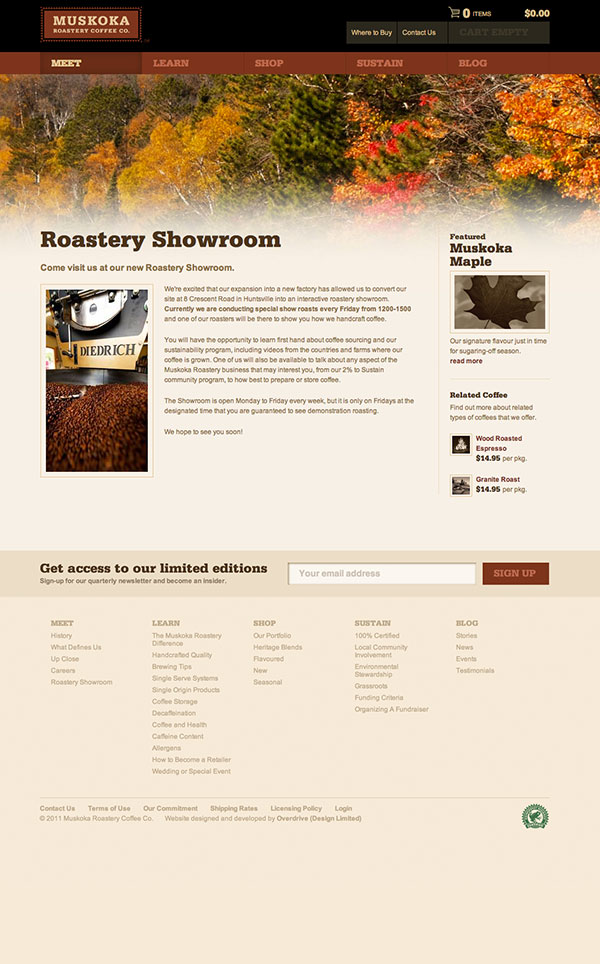 MUSKOKA
ROASTERY COFFEE CO.
0 ITEMS $0.00
Where to Buy Contact Us CART EMPTY
MEET LEARN SHOP SUSTAIN BLOG
Roastery Showroom
Come visit us at our new Roastery Showroom.
DIEDRICH
We're excited that our expansion into a new factory has allowed us to convert our
site at 8 Crescent Road in Huntsville into an interactive roastery showroom.
Currently we are conducting special show roasts every Friday from 1200-1500
and one of our roasters will be there to show you how we handcraft coffee.
You will have the opportunity to learn first hand about coffee sourcing and our
sustainability program, including videos from the countries and farms where our
coffee is grown. One of us will also be available to talk about any aspect of the
Muskoka Roastery business that may interest you, from our 2% to Sustain
community program, to how best to prepare or store coffee.
The Showroom is open Monday to Friday every week, but it is only on Fridays at the
designated time that you are guaranteed to see demonstration roasting.
We hope to see you soon!
Featured
Muskoka
Maple
Our signature flavour just in time
for sugaring-off season.
read more
Related Coffee
Find out more about related
types of coffees that we offer.
Wood Roasted
Espresso
$14.95 per pkg.
Granite Roast
$14.95 per pkg.
Get access to our limited editions
Sign-up for our quarterly newsletter and become an insider.
Your email address
SIGN UP
MEET
History
What Defines Us
Up Close
Careers
Roastery Showroom
LEARN
The Muskoka Roastery
Difference
Handcrafted Quality
Brewing Tips
Single Serve Systems
Single Origin Products
Coffee Storage
Decaffeination
Coffee and Health
Caffeine Content
Allergens
How to Become a Retailer
Wedding or Special Event
SHOP
Our Portfolio
Heritage Blends
Flavoured
New
Seasonal
SUSTAIN
100% Certified
Local Community
Involvement
Environmental
Stewardship
Grassroots
Funding Criteria
Organizing A Fundraiser
BLOG
Stories
News
Events
Testimonials
Contact Us Terms of Use Our Commitment Shipping Rates Licensing Policy Login
© 2011 Muskoka Roastery Coffee Co. Website designed and developed by Overdrive (Design Limited)